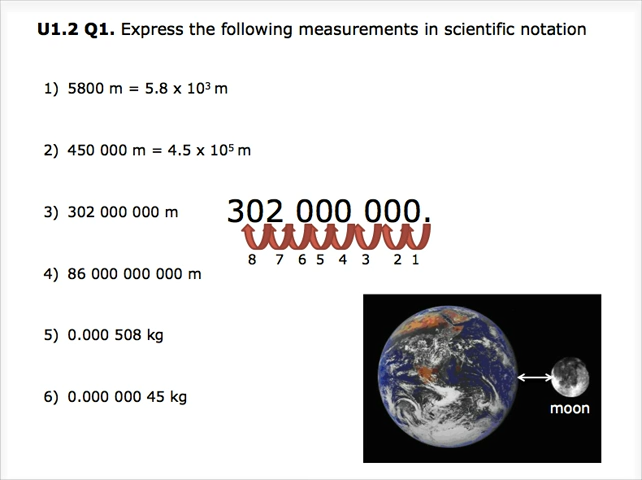 U1.2 Q1. Express the following measurements in scientific notation
1) 5800 m = 5.8 x 10³ m
2) 450 000 m = 4.5 x 10⁵ m
3) 302 000 000 m
302 000 000.
8 7 6 5 4 3 2 1
4) 86 000 000 000 m
5) 0.000 508 kg
6) 0.000 000 45 kg
moon